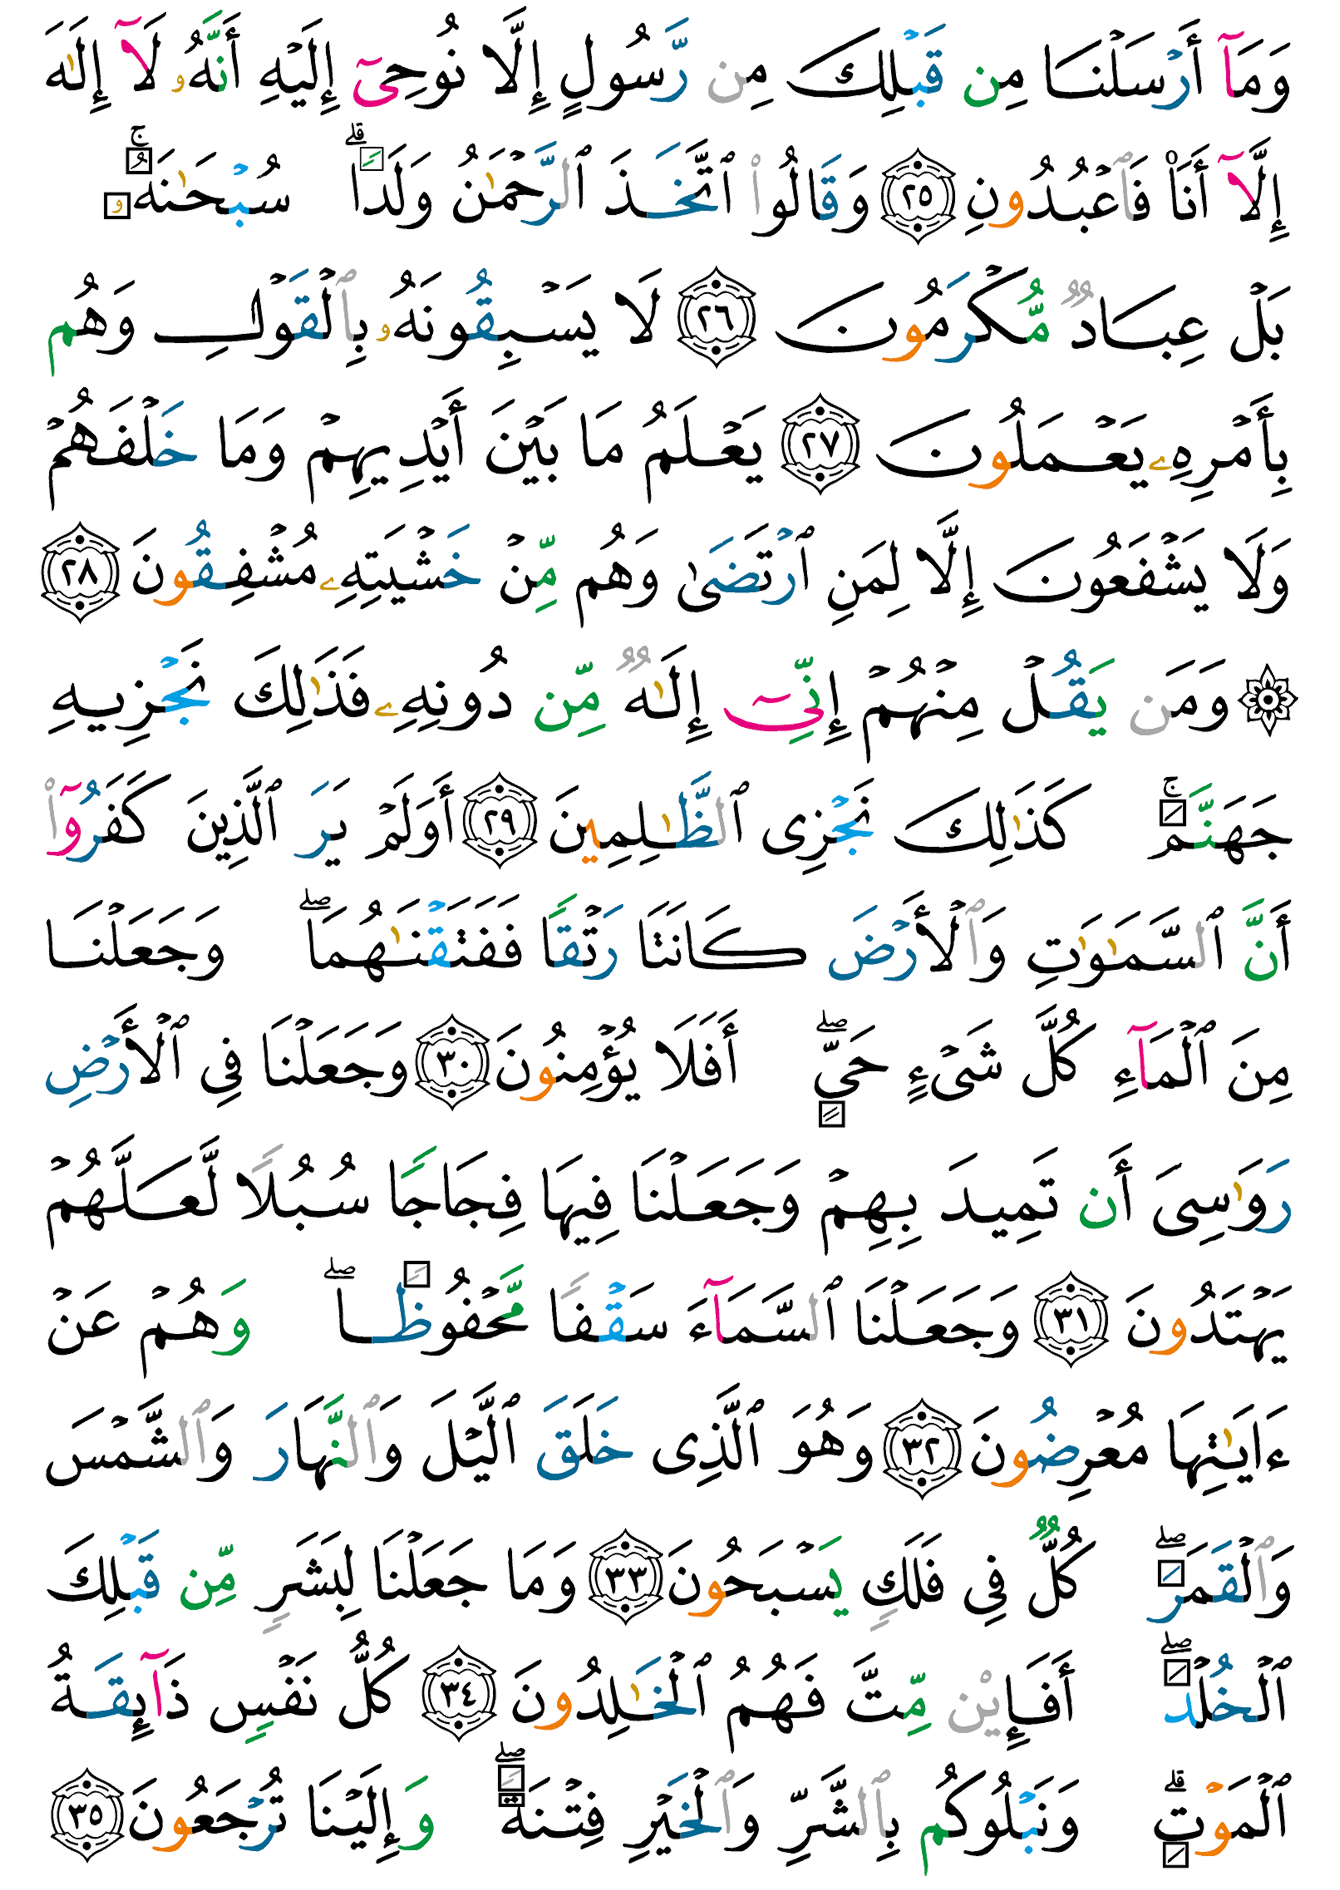 وَمَآ أَرْسَلْنَا مِن قَبْلِكَ مِن رَّسُولٍ إِلَّا نُوحِىٓ إِلَيْهِ أَنَّهُۥ لَآ إِلَٰهَ
إِلَّآ أَنَا۠ فَٱعْبُدُونِ ۝٢٥ وَقَالُوا۟ ٱتَّخَذَ ٱلرَّحْمَٰنُ وَلَدًا ۗ سُبْحَٰنَهُۥ ۚ
بَلْ عِبَادٌ مُّكْرَمُونَ ۝٢٦ لَا يَسْبِقُونَهُۥ بِٱلْقَوْلِ وَهُم
بِأَمْرِهِۦ يَعْمَلُونَ ۝٢٧ يَعْلَمُ مَا بَيْنَ أَيْدِيهِمْ وَمَا خَلْفَهُمْ
وَلَا يَشْفَعُونَ إِلَّا لِمَنِ ٱرْتَضَىٰ وَهُم مِّنْ خَشْيَتِهِۦ مُشْفِقُونَ ۝٢٨
۞ وَمَن يَقُلْ مِنْهُمْ إِنِّىٓ إِلَٰهٌ مِّن دُونِهِۦ فَذَٰلِكَ نَجْزِيهِ
جَهَنَّمَ ۚ كَذَٰلِكَ نَجْزِى ٱلظَّٰلِمِينَ ۝٢٩ أَوَلَمْ يَرَ ٱلَّذِينَ كَفَرُوٓا۟
أَنَّ ٱلسَّمَٰوَٰتِ وَٱلْأَرْضَ كَانَتَا رَتْقًا فَفَتَقْنَٰهُمَا ۖ وَجَعَلْنَا
مِنَ ٱلْمَآءِ كُلَّ شَىْءٍ حَىٍّ ۖ أَفَلَا يُؤْمِنُونَ ۝٣٠ وَجَعَلْنَا فِى ٱلْأَرْضِ
رَوَٰسِىَ أَن تَمِيدَ بِهِمْ وَجَعَلْنَا فِيهَا فِجَاجًا سُبُلًا لَّعَلَّهُمْ
يَهْتَدُونَ ۝٣١ وَجَعَلْنَا ٱلسَّمَآءَ سَقْفًا مَّحْفُوظًا ۖ وَهُمْ عَنْ
ءَايَٰتِهَا مُعْرِضُونَ ۝٣٢ وَهُوَ ٱلَّذِى خَلَقَ ٱلَّيْلَ وَٱلنَّهَارَ وَٱلشَّمْسَ
وَٱلْقَمَرَ ۖ كُلٌّ فِى فَلَكٍ يَسْبَحُونَ ۝٣٣ وَمَا جَعَلْنَا لِبَشَرٍ مِّن قَبْلِكَ
ٱلْخُلْدَ ۖ أَفَإِي۟ن مِّتَّ فَهُمُ ٱلْخَٰلِدُونَ ۝٣٤ كُلُّ نَفْسٍ ذَآئِقَةُ
ٱلْمَوْتِ ۗ وَنَبْلُوكُم بِٱلشَّرِّ وَٱلْخَيْرِ فِتْنَةً ۖ وَإِلَيْنَا تُرْجَعُونَ ۝٣٥